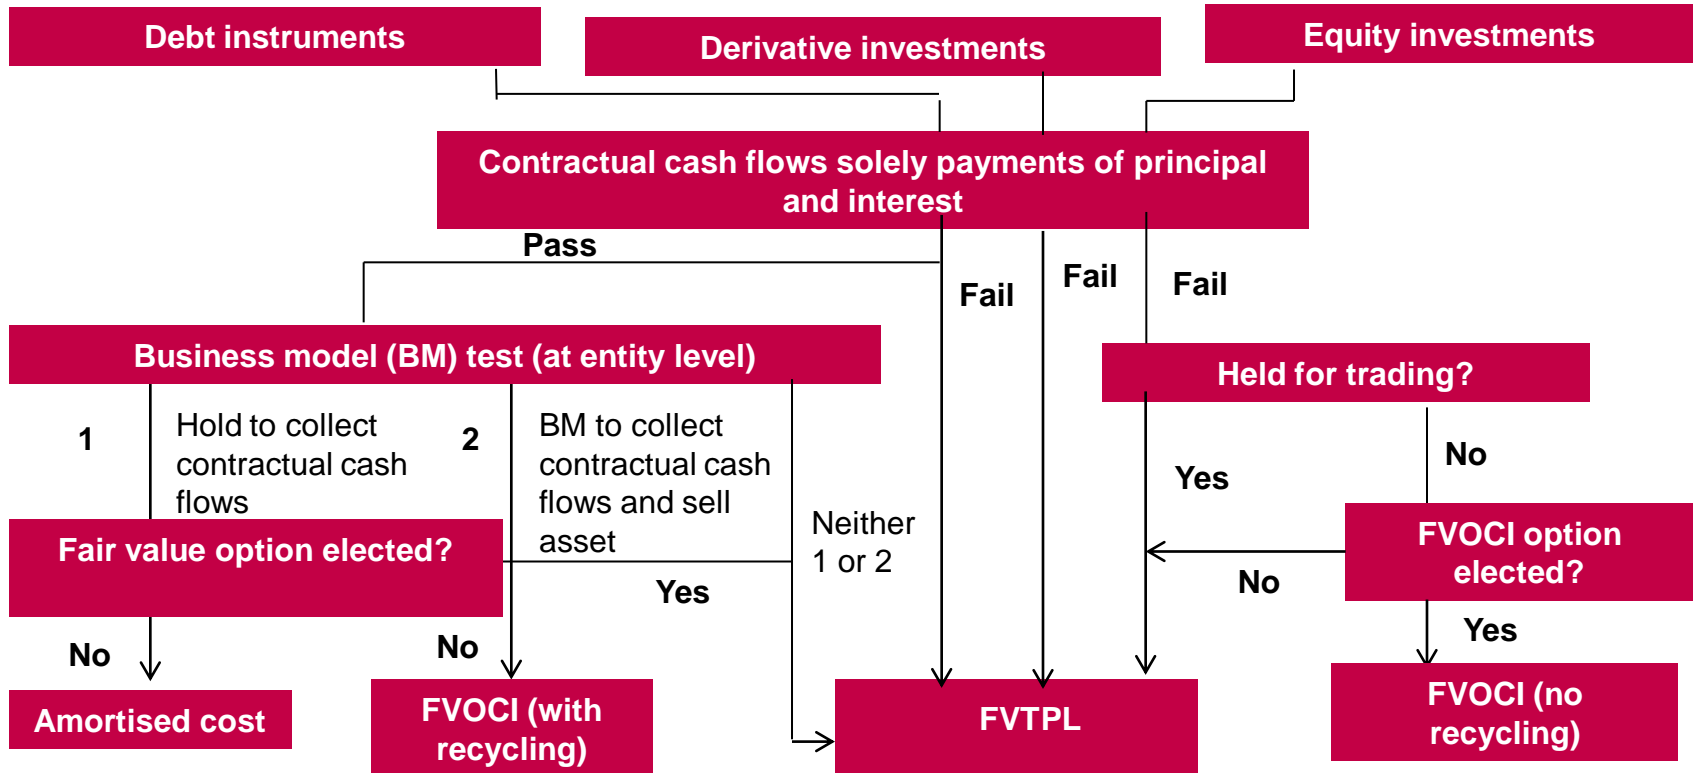 Debt instruments
Derivative investments
Equity investments
Contractual cash flows solely payments of principal
and interest
Pass
Fail
Fail
Fail
Business model (BM) test (at entity level)
Held for trading?
1
Hold to collect
contractual cash
flows
2
BM to collect
contractual cash
flows and sell
asset
Neither
1 or 2
Yes
No
Fair value option elected?
Yes
FVOCI option
elected?
No
Yes
No
No
Amortised cost
FVOCI (with
recycling)
FVTPL
FVOCI (no
recycling)